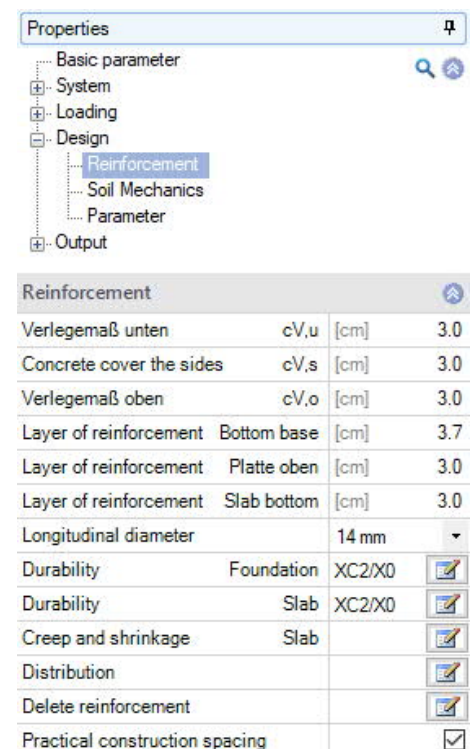 Properties
Basic parameter
System
Loading
Design
Reinforcement
Soil Mechanics
Parameter
Output
Reinforcement
Verlegemaß unten cV,u [cm] 3.0
Concrete cover the sides cV,s [cm] 3.0
Verlegemaß oben cV,o [cm] 3.0
Layer of reinforcement Bottom base [cm] 3.7
Layer of reinforcement Platte oben [cm] 3.0
Layer of reinforcement Slab bottom [cm] 3.0
Longitudinal diameter 14 mm
Durability Foundation XC2/X0
Durability Slab XC2/X0
Creep and shrinkage Slab
Distribution
Delete reinforcement
Practical construction spacing